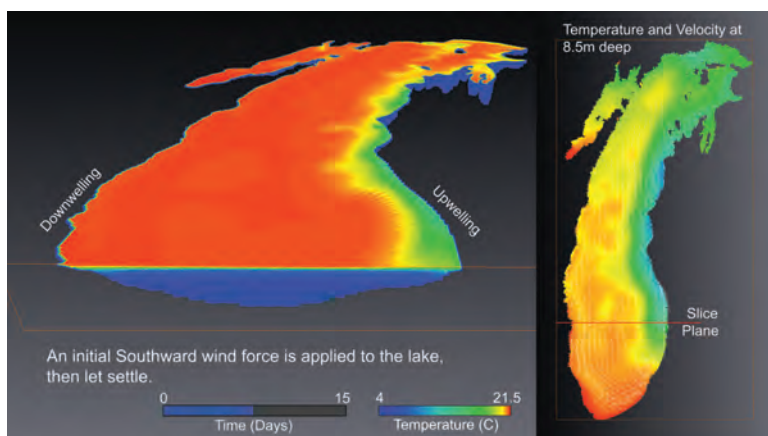 Temperature and Velocity at
8.5m deep
Downwelling
Upwelling
Slice
Plane
An initial Southward wind force is applied to the lake,
then let settle.
0 15
Time (Days)
4 21.5
Temperature (C)